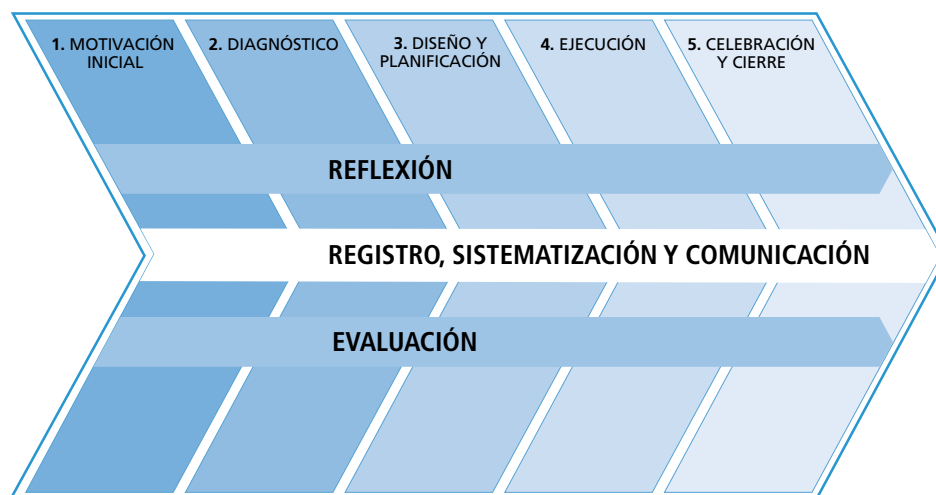 1. MOTIVACIÓN
INICIAL
2. DIAGNÓSTICO
3. DISEÑO Y
PLANIFICACIÓN
4. EJECUCIÓN
5. CELEBRACIÓN
Y CIERRE
REFLEXIÓN
REGISTRO, SISTEMATIZACIÓN Y COMUNICACIÓN
EVALUACIÓN